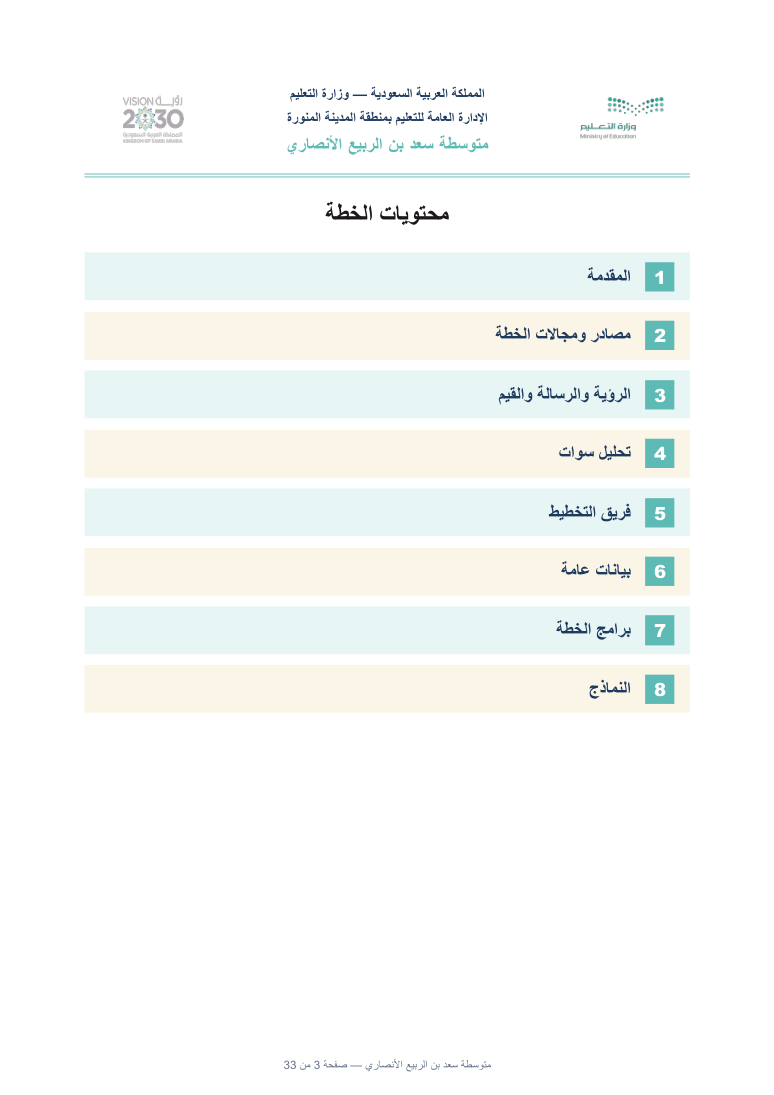 المملكة العربية السعودية — وزارة التعليم
الإدارة العامة للتعليم بمنطقة المدينة المنورة
متوسطة سعد بن الربيع الأنصاري
وزارة التعليم
Ministry of Education
VISION رؤية
2030
المملكة العربية السعودية
KINGDOM OF SAUDI ARABIA
محتويات الخطة
1 المقدمة
2 مصادر ومجالات الخطة
3 الرؤية والرسالة والقيم
4 تحليل سوات
5 فريق التخطيط
6 بيانات عامة
7 برامج الخطة
8 النماذج
متوسطة سعد بن الربيع الأنصاري — صفحة 3 من 33